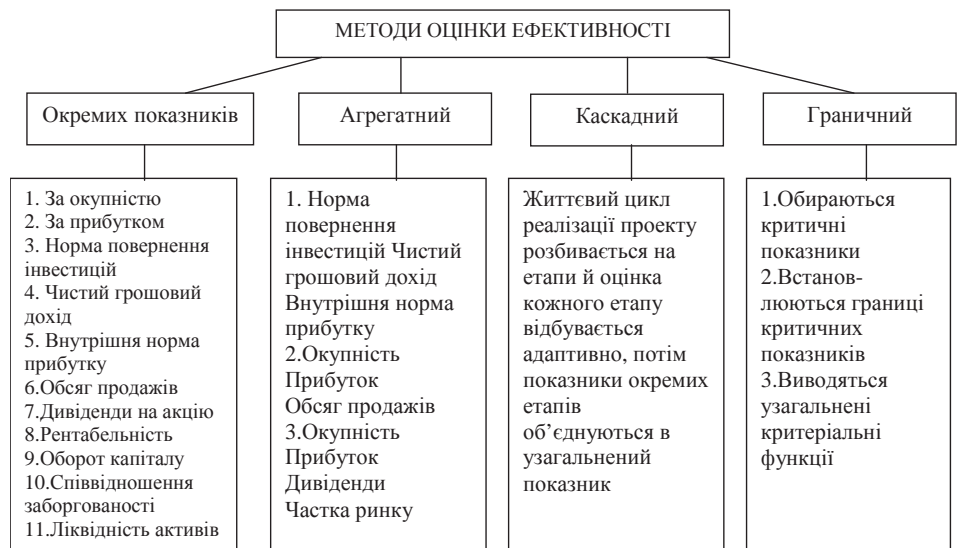 МЕТОДИ ОЦІНКИ ЕФЕКТИВНОСТІ
Окремих показників
Агрегатний
Каскадний
Граничний
1. За окупністю
2. За прибутком
3. Норма повернення
інвестицій
4. Чистий грошовий
дохід
5. Внутрішня норма
прибутку
6.Обсяг продажів
7.Дивіденди на акцію
8.Рентабельність
9.Оборот капіталу
10.Співвідношення
заборгованості
11.Ліквідність активів
1. Норма
повернення
інвестиції Чистий
грошовий дохід
Внутрішня норма
прибутку
2.Окупність
Прибуток
Обсяг продажів
3.Окупність
Прибуток
Дивіденди
Частка ринку
Життєвий цикл
реалізації проекту
розбивається на
етапи й оцінка
кожного етапу
відбувається
адаптивно, потім
показники окремих
етапів
об’єднуються в
узагальнений
показник
1.Обираються
критичні
показники
2.Встанов-
люються границі
критичних
показників
3.Виводяться
узагальнені
критеріальні
функції